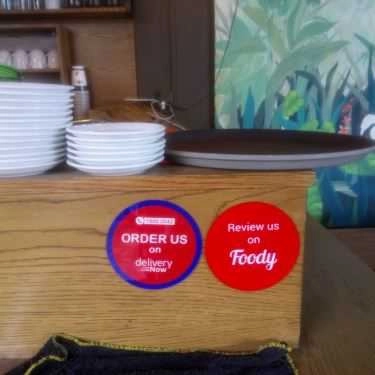 ORDER US
on
delivery
Now
Review us
on
Foody